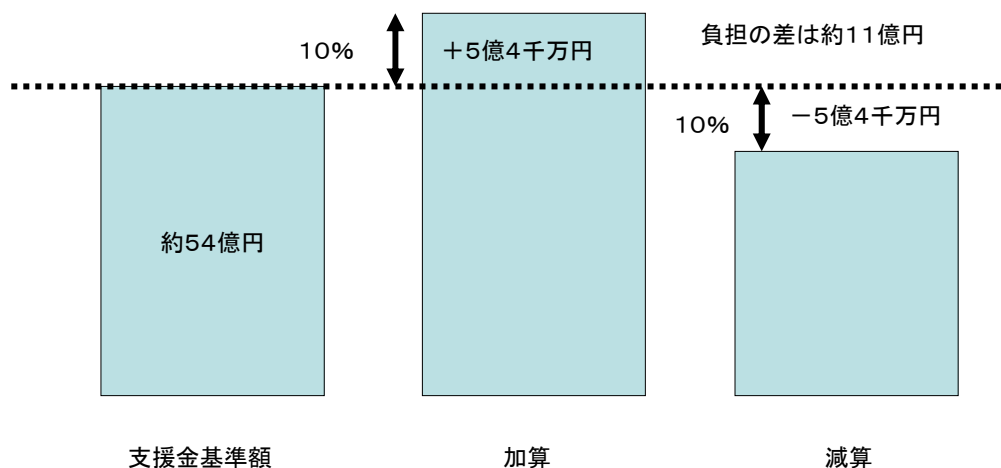 10%
＋5億4千万円
負担の差は約11億円
10%
－5億4千万円
約54億円
支援金基準額
加算
減算